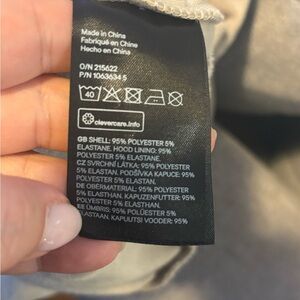 Made in China
Fabriqué en Chine
Hecho en China
O/N 215622
P/N 1063634 5
40
clevercare.info
GB SHELL: 95% POLYESTER 5%
ELASTANE. HOOD LINING: 95%
POLYESTER 5% ELASTANE.
CZ SVRCHNÍ LÁTKA: 95% POLYESTER
5% ELASTAN. PODŠÍVKA KAPUCE: 95%
POLYESTER 5% ELASTAN.
DE OBERMATERIAL: 95% POLYESTER
5% ELASTHAN. KAPUZENFUTTER: 95%
POLYESTER 5% ELASTHAN.
EE ÜMBRIS: 95% POLÜESTER 5%
ELASTAAN. KAPUUTSI VOODER: 95%